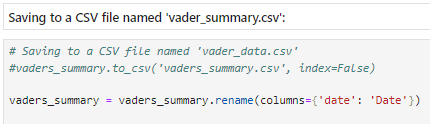 Saving to a CSV file named 'vader_summary.csv':
# Saving to a CSV file named 'vader_data.csv'
#vaders_summary.to_csv('vaders_summary.csv', index=False)
vaders_summary = vaders_summary.rename(columns={'date': 'Date'})